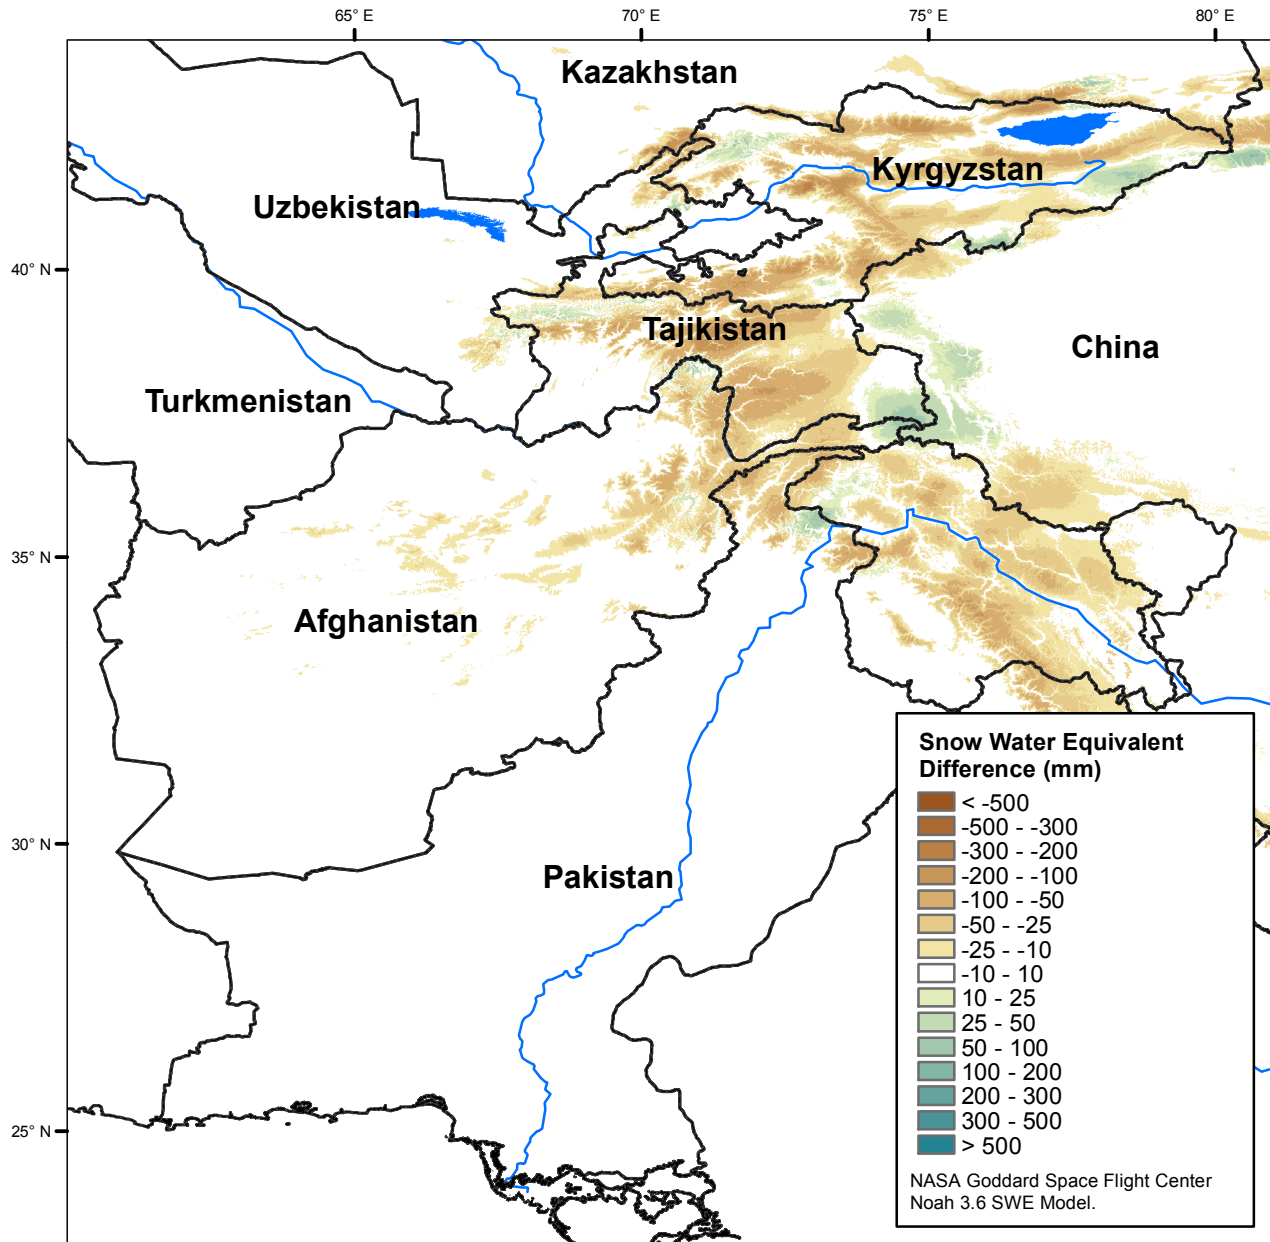 65° E
70° E
75° E
80° E
Kazakhstan
Kyrgyzstan
Uzbekistan
40° N
Tajikistan
China
Turkmenistan
35° N
Afghanistan
30° N
Pakistan
25° N
Snow Water Equivalent
Difference (mm)
< -500
-500 - -300
-300 - -200
-200 - -100
-100 - -50
-50 - -25
-25 - -10
-10 - 10
10 - 25
25 - 50
50 - 100
100 - 200
200 - 300
300 - 500
> 500
NASA Goddard Space Flight Center
Noah 3.6 SWE Model.